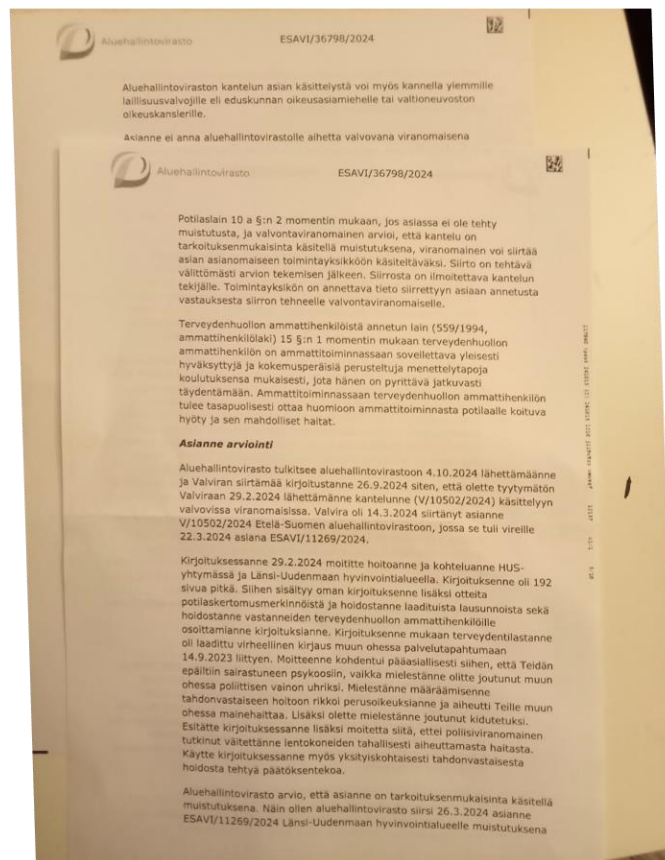 Aluehallintovirasto
ESAVI/36798/2024
Aluehallintoviraston kantelun asian käsittelystä voi myös kannella ylemmille
laillisuusvalvojille eli eduskunnan oikeusasiamiehelle tai valtioneuvoston
oikeuskanslerille.
Asianne ei anna aluehallintovirastolle aihetta valvovana viranomaisena
Aluehallintovirasto
ESAVI/36798/2024
Potilaslain 10 a §:n 2 momentin mukaan, jos asiassa ei ole tehty
muistutusta, ja valvontaviranomainen arvioi, että kantelu on
tarkoituksenmukaisinta käsitellä muistutuksena, viranomainen voi siirtää
asian asianomaiseen toimintayksikköön käsiteltäväksi. Siirto on tehtävä
välittömästi arvion tekemisen jälkeen. Siirrosta on ilmoitettava kantelun
tekijälle. Toimintayksikön on annettava tieto siirrettyyn asiaan annetusta
vastauksesta siirron tehneelle valvontaviranomaiselle.
Terveydenhuollon ammattihenkilöistä annetun lain (559/1994,
ammattihenkilölaki) 15 §:n 1 momentin mukaan terveydenhuollon
ammattihenkilön on ammattitoiminnassaan sovellettava yleisesti
hyväksyttyjä ja kokemusperäisiä perusteltuja menettelytapoja
koulutuksensa mukaisesti, jota hänen on pyrittävä jatkuvasti
täydentämään. Ammattitoiminnassaan terveydenhuollon ammattihenkilön
tulee tasapuolisesti ottaa huomioon ammattitoiminnasta potilaalle koituva
hyöty ja sen mahdolliset haitat.
Asianne arviointi
Aluehallintovirasto tulkitsee aluehallintovirastoon 4.10.2024 lähettämäänne
ja Valviran siirtämää kirjoitustanne 26.9.2024 siten, että olette tyytymätön
Valviraan 29.2.2024 lähettämänne kantelunne (V/10502/2024) käsittelyyn
valvovissa viranomaisissa. Valvira oli 14.3.2024 siirtänyt asianne
V/10502/2024 Etelä-Suomen aluehallintovirastoon, jossa se tuli vireille
22.3.2024 asiana ESAVI/11269/2024.
Kirjoituksessanne 29.2.2024 moititte hoitoanne ja kohteluanne HUS-
yhtymässä ja Länsi-Uudenmaan hyvinvointialueella. Kirjoituksenne oli 192
sivua pitkä. Siihen sisältyi oman kirjoituksenne lisäksi otteita
potilaskertomusmerkinnöistä ja hoidostanne laadituista lausunnoista sekä
hoidostanne vastanneiden terveydenhuollon ammattihenkilöille
osoittamianne kirjoituksianne. Kirjoituksenne mukaan terveydentilastanne
oli laadittu virheellinen kirjaus muun ohessa palvelutapahtumaan
14.9.2023 liittyen. Moitteenne kohdentui pääasiallisesti siihen, että Teidän
epäiltiin sairastuneen psykoosiin, vaikka mielestänne olitte joutunut muun
ohessa poliittisen vainon uhriksi. Mielestänne määräämisenne
tahdonvastaiseen hoitoon rikkoi perusoikeuksianne ja aiheutti Teille muun
ohessa mainehaittaa. Lisäksi olette mielestänne joutunut kidutetuksi.
Esitätte kirjoituksessanne lisäksi moitetta siitä, ettei poliisiviranomainen
tutkinut väitettänne lentokoneiden tahallisesti aiheuttamasta haitasta.
Käytte kirjoituksessanne myös yksityiskohtaisesti tahdonvastaisesta
hoidosta tehtyä päätöksentekoa.
Aluehallintovirasto arvio, että asianne on tarkoituksenmukaisinta käsitellä
muistutuksena. Näin ollen aluehallintovirasto siirsi 26.3.2024 asianne
ESAVI/11269/2024 Länsi-Uudenmaan hyvinvointialueelle muistutuksena